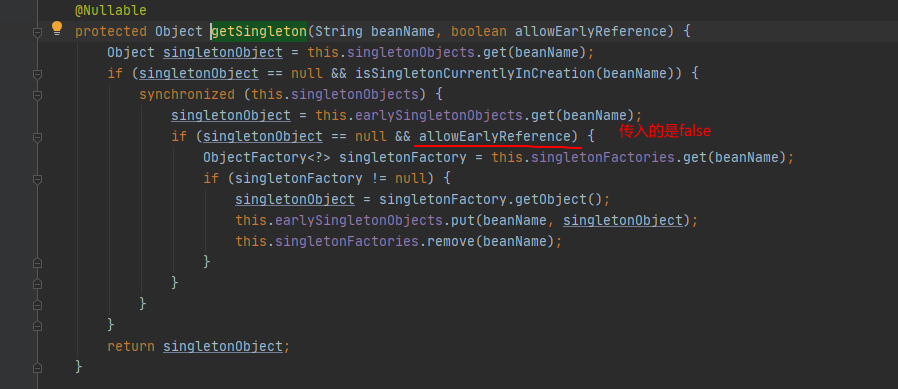 @Nullable
protected Object getSingleton(String beanName, boolean allowEarlyReference) {
Object singletonObject = this.singletonObjects.get(beanName);
if (singletonObject == null && isSingletonCurrentlyInCreation(beanName)) {
synchronized (this.singletonObjects) {
singletonObject = this.earlySingletonObjects.get(beanName);
if (singletonObject == null && allowEarlyReference) { 传入的是false
ObjectFactory<?> singletonFactory = this.singletonFactories.get(beanName);
if (singletonFactory != null) {
singletonObject = singletonFactory.getObject();
this.earlySingletonObjects.put(beanName, singletonObject);
this.singletonFactories.remove(beanName);
}
}
}
}
return singletonObject;
}